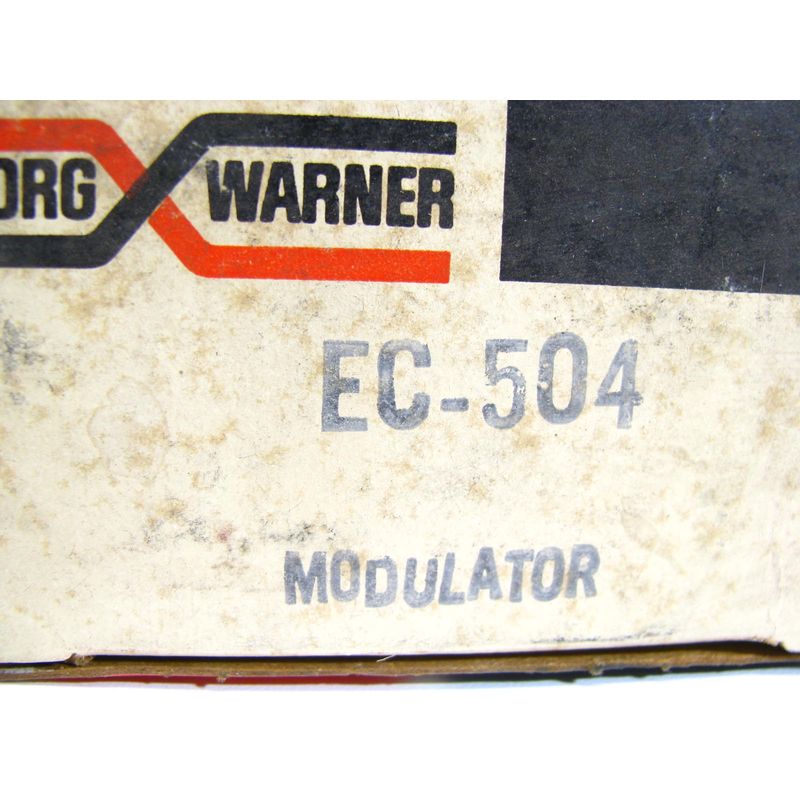 ORG WARNER
EC-504
MODULATOR